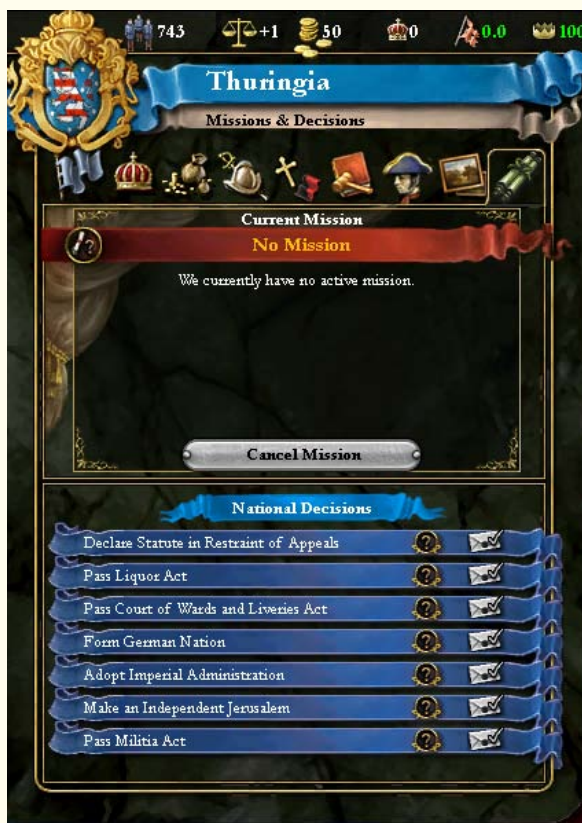 743 +1 50 0 0.0 100
Thuringia
Missions & Decisions
Current Mission
No Mission
We currently have no active mission.
Cancel Mission
National Decisions
Declare Statute in Restraint of Appeals
Pass Liquor Act
Pass Court of Wards and Liveries Act
Form German Nation
Adopt Imperial Administration
Make an Independent Jerusalem
Pass Militia Act